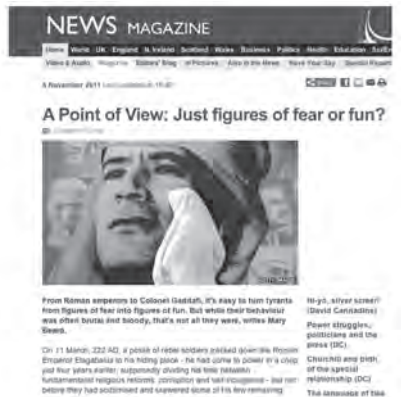 NEWS MAGAZINE
Home World UK England N.Ireland Scotland Wales Business Politics Health Education
Video & Audio Magazine Editors' Blog In Pictures Also in the News Have Your Say Special Reports
5 November 2011
A Point of View: Just figures of fear or fun?
From Roman emperors to Colonel Gaddafi, it's easy to turn tyrants
from figures of fear into figures of fun. But while their behaviour
was often brutal and bloody, that's not all they were, writes Mary
Beard.
On 11 March, 222 AD, a posse of rebel soldiers tracked down the Roman
Emperor Elagabalus to his hiding place - he had come to power in a coup
just four years earlier, supposedly dividing his time between
fundamentalist religious reforms, corruption and self-indulgence - but not
before they had sodomised and skewered some of his few remaining
Hi-yo, silver screen!
(David Cannadine)
Power struggles,
politicians and the
press (DC)
Churchill and birth
of the special
relationship (DC)
The language of